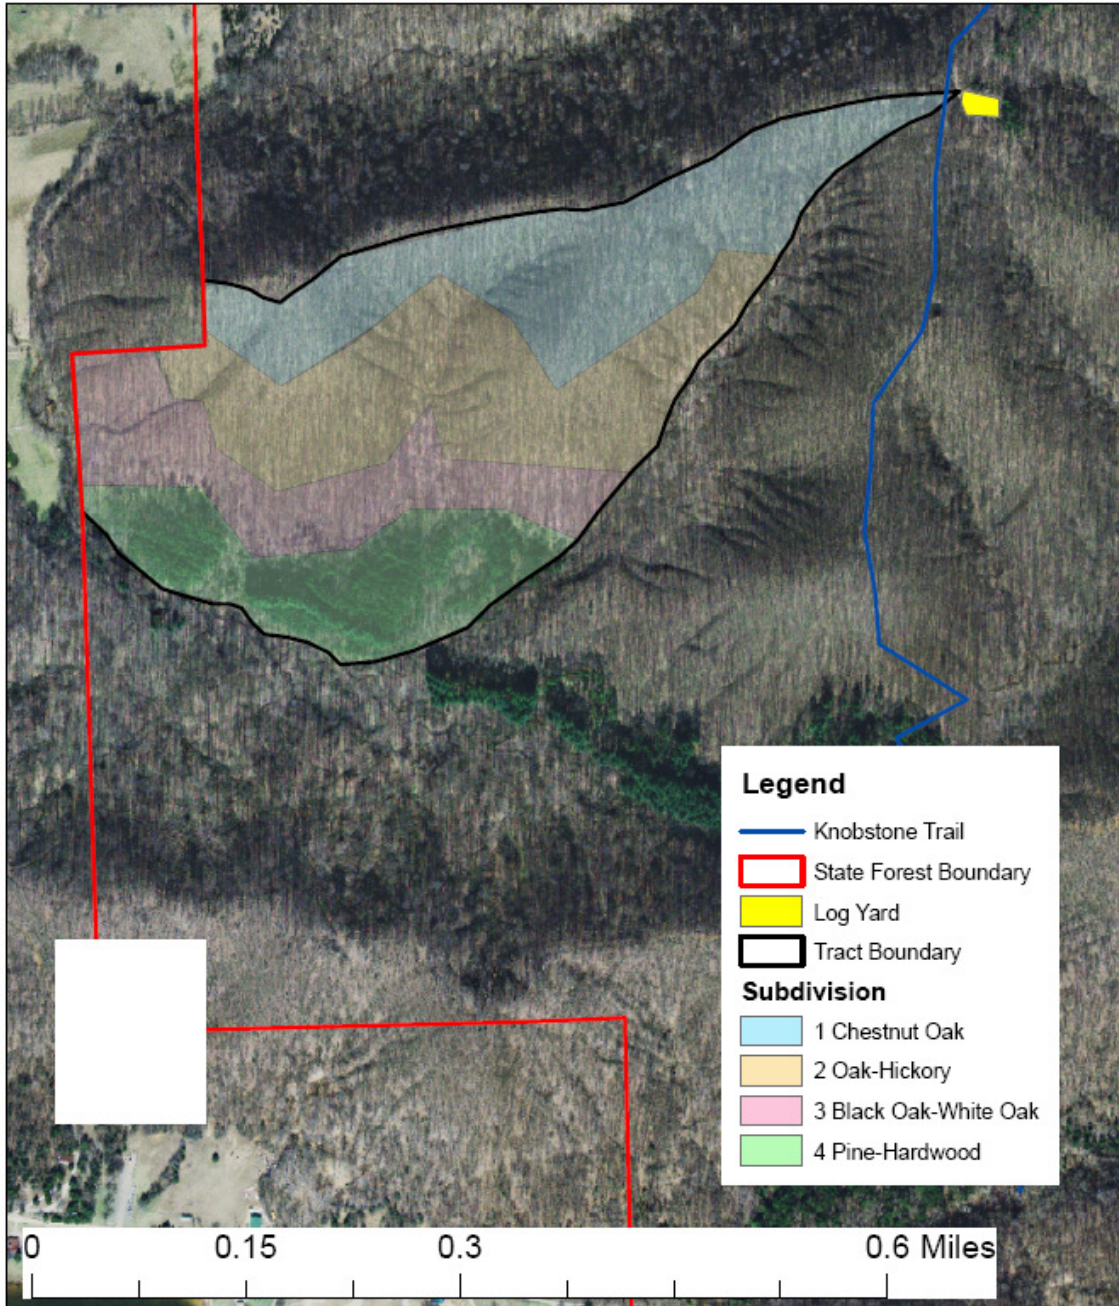 Legend
Knobstone Trail
State Forest Boundary
Log Yard
Tract Boundary
Subdivision
1 Chestnut Oak
2 Oak-Hickory
3 Black Oak-White Oak
4 Pine-Hardwood
0 0.15 0.3 0.6 Miles